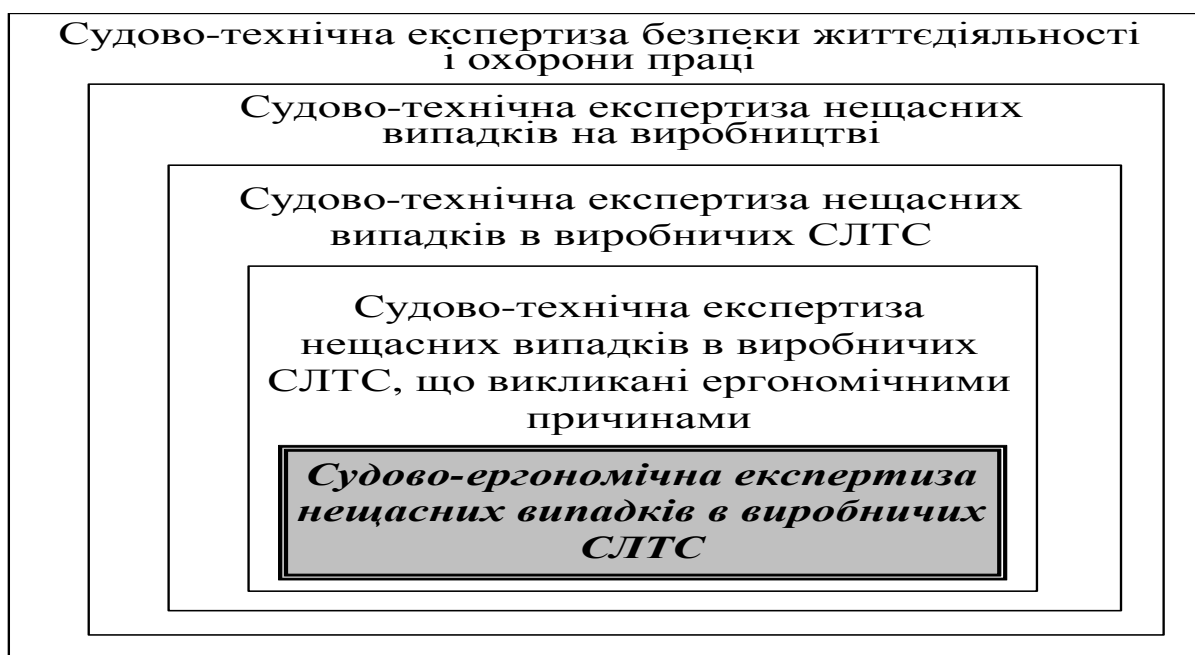 Судово-технічна експертиза безпеки життєдіяльності
і охорони праці
Судово-технічна експертиза нещасних
випадків на виробництві
Судово-технічна експертиза нещасних
випадків в виробничих СЛТС
Судово-технічна експертиза
нещасних випадків в виробничих
СЛТС, що викликані ергономічними
причинами
Судово-ергономічна експертиза
нещасних випадків в виробничих
СЛТС